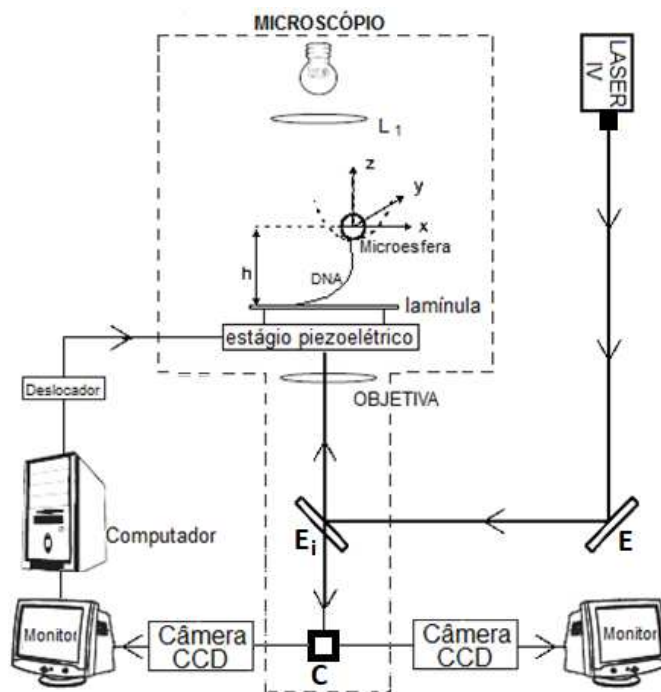 MICROSCÓPIO
LASER
IV
L 1
z
y
x
Microesfera
h
DNA
lamínula
estágio piezoelétrico
Deslocador
OBJETIVA
Computador
Ei
E
Monitor
Câmera
CCD
C
Câmera
CCD
Monitor